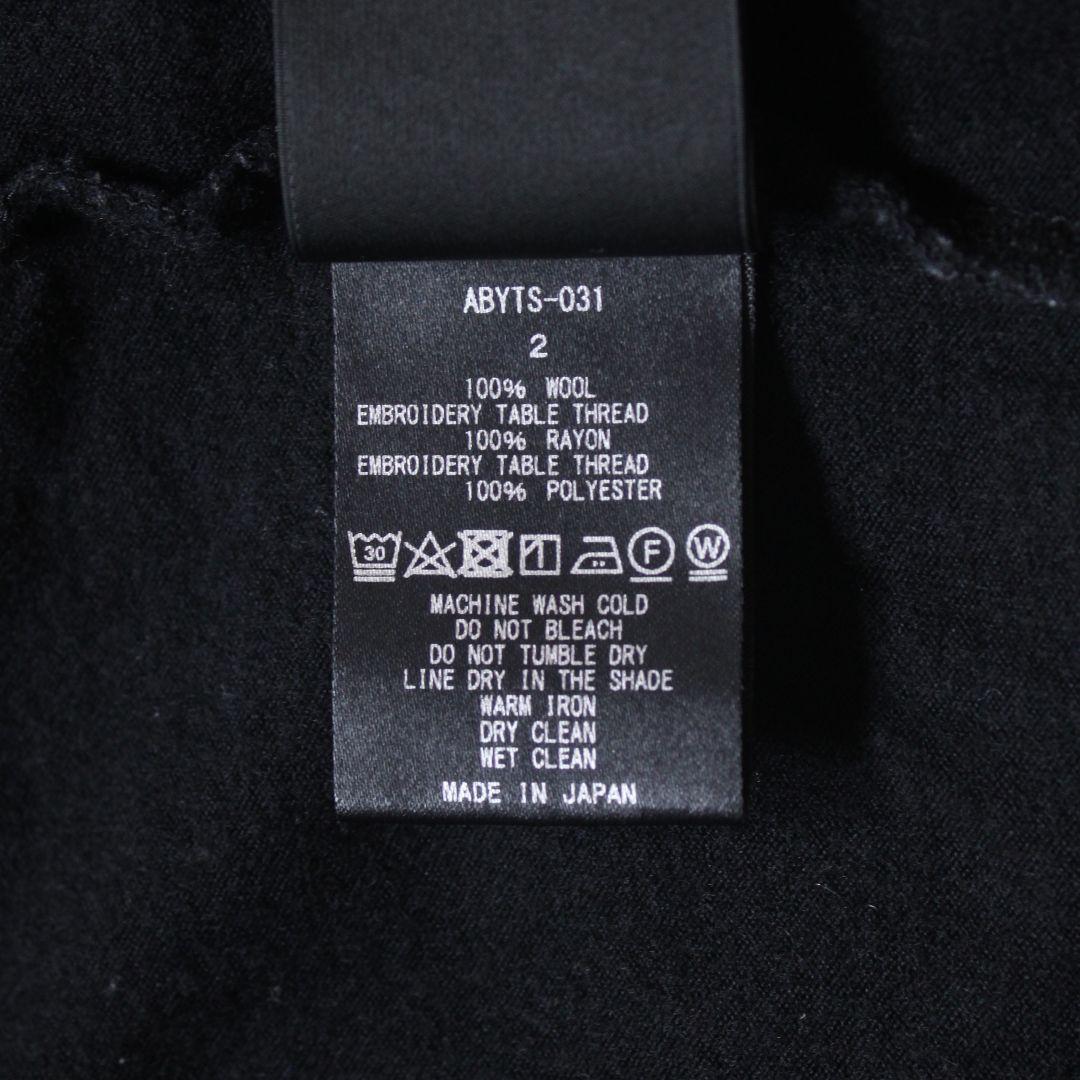 ABYTS-031
2
100% WOOL
EMBROIDERY TABLE THREAD
100% RAYON
EMBROIDERY TABLE THREAD
100% POLYESTER
30 F W
MACHINE WASH COLD
DO NOT BLEACH
DO NOT TUMBLE DRY
LINE DRY IN THE SHADE
WARM IRON
DRY CLEAN
WET CLEAN
MADE IN JAPAN